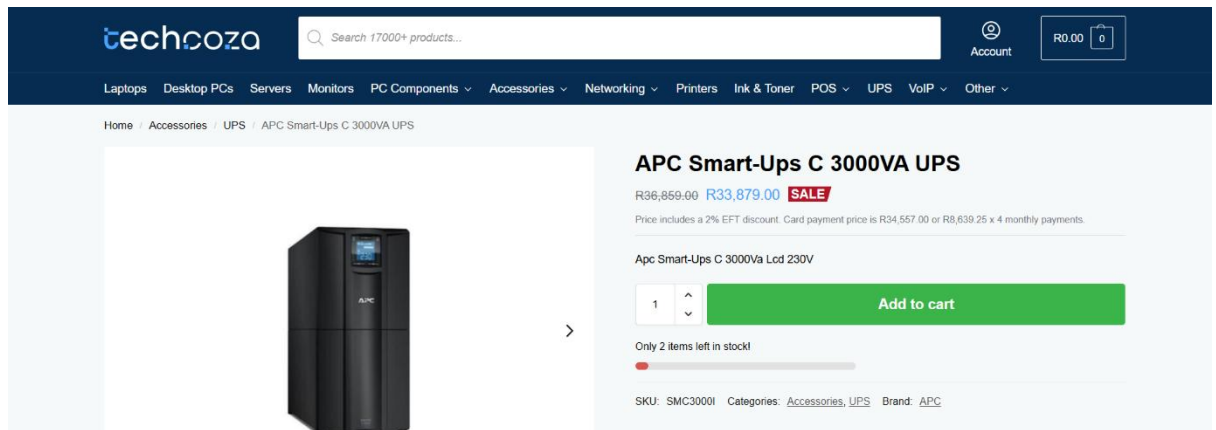 techcoza
Search 17000+ products...
Account
R0.00 0
Laptops Desktop PCs Servers Monitors PC Components Accessories Networking Printers Ink & Toner POS UPS VoIP Other
Home / Accessories / UPS / APC Smart-Ups C 3000VA UPS
APC Smart-Ups C 3000VA UPS
R36,859.00 R33,879.00 SALE
Price includes a 2% EFT discount. Card payment price is R34,557.00 or R8,639.25 x 4 monthly payments.
Apc Smart-Ups C 3000Va Lcd 230V
1 Add to cart
APC
Only 2 items left in stock!
SKU: SMC3000I Categories: Accessories, UPS Brand: APC